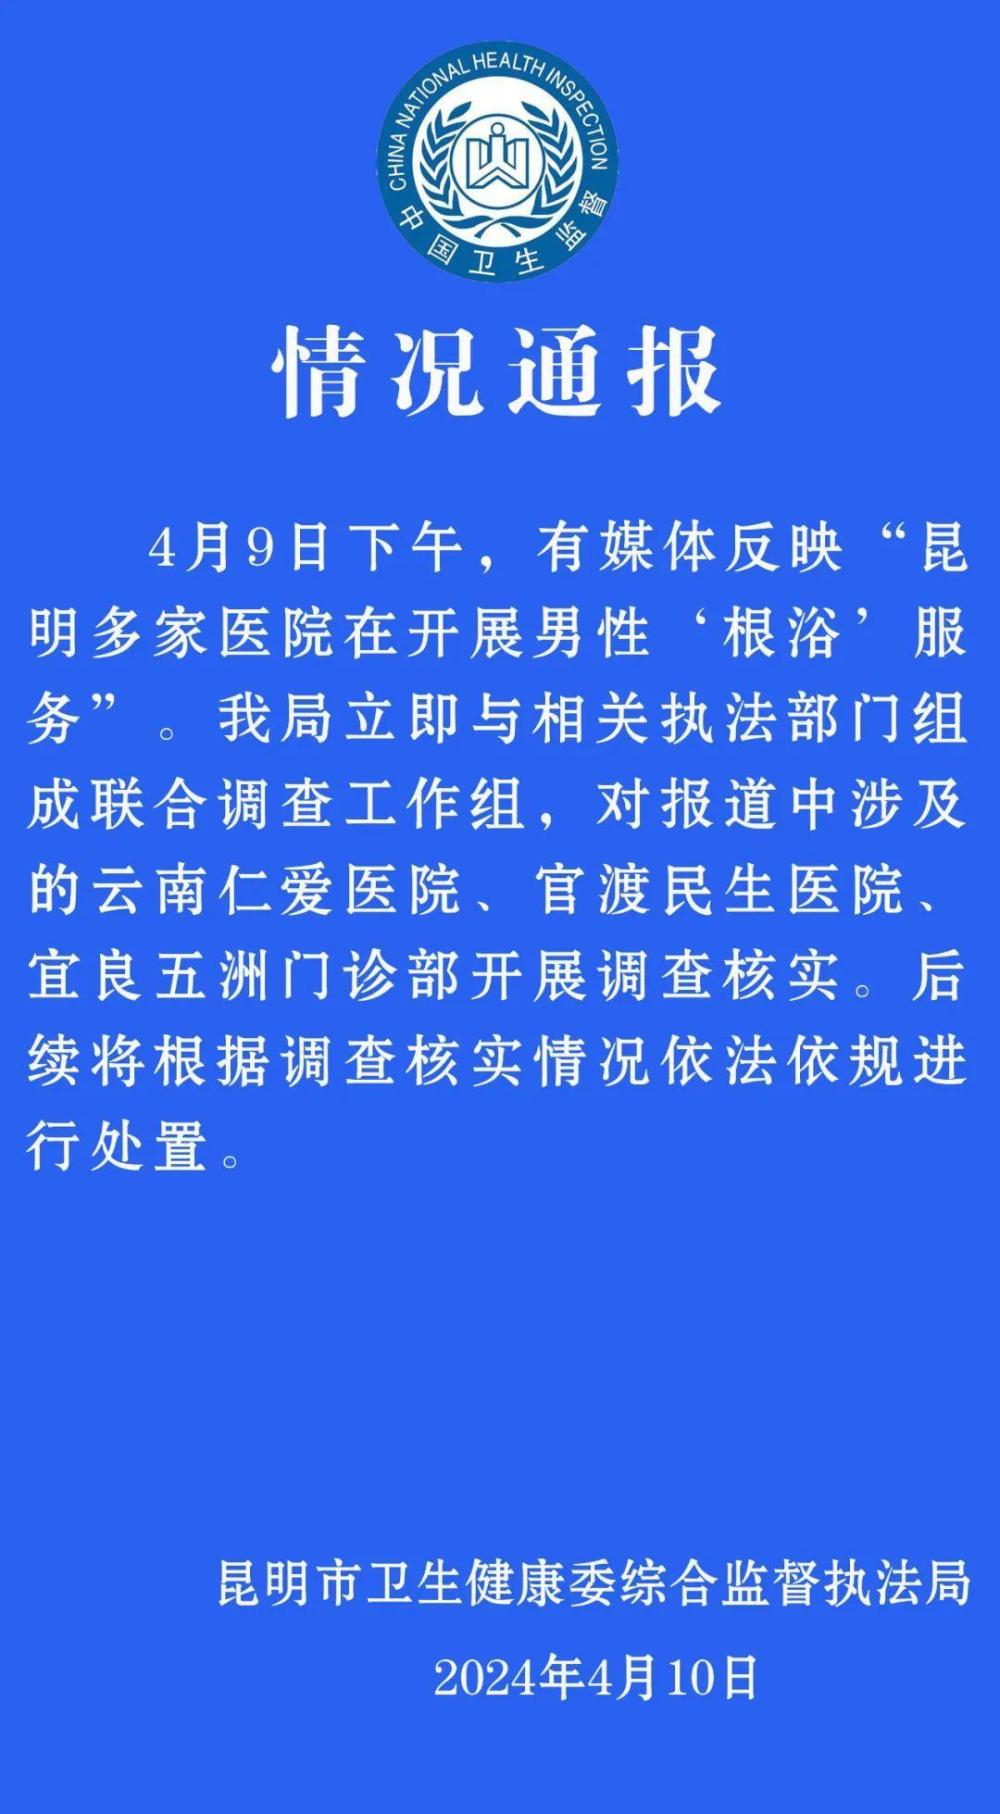 CHINA NATIONAL HEALTH INSPECTION
中国卫生监督
情况通报
4月9日下午，有媒体反映“昆
明多家医院在开展男性‘根浴’服
务”。我局立即与相关执法部门组
成联合调查工作组，对报道中涉及
的云南仁爱医院、官渡民生医院、
宜良五洲门诊部开展调查核实。后
续将根据调查核实情况依法依规进
行处置。
昆明市卫生健康委综合监督执法局
2024年4月10日